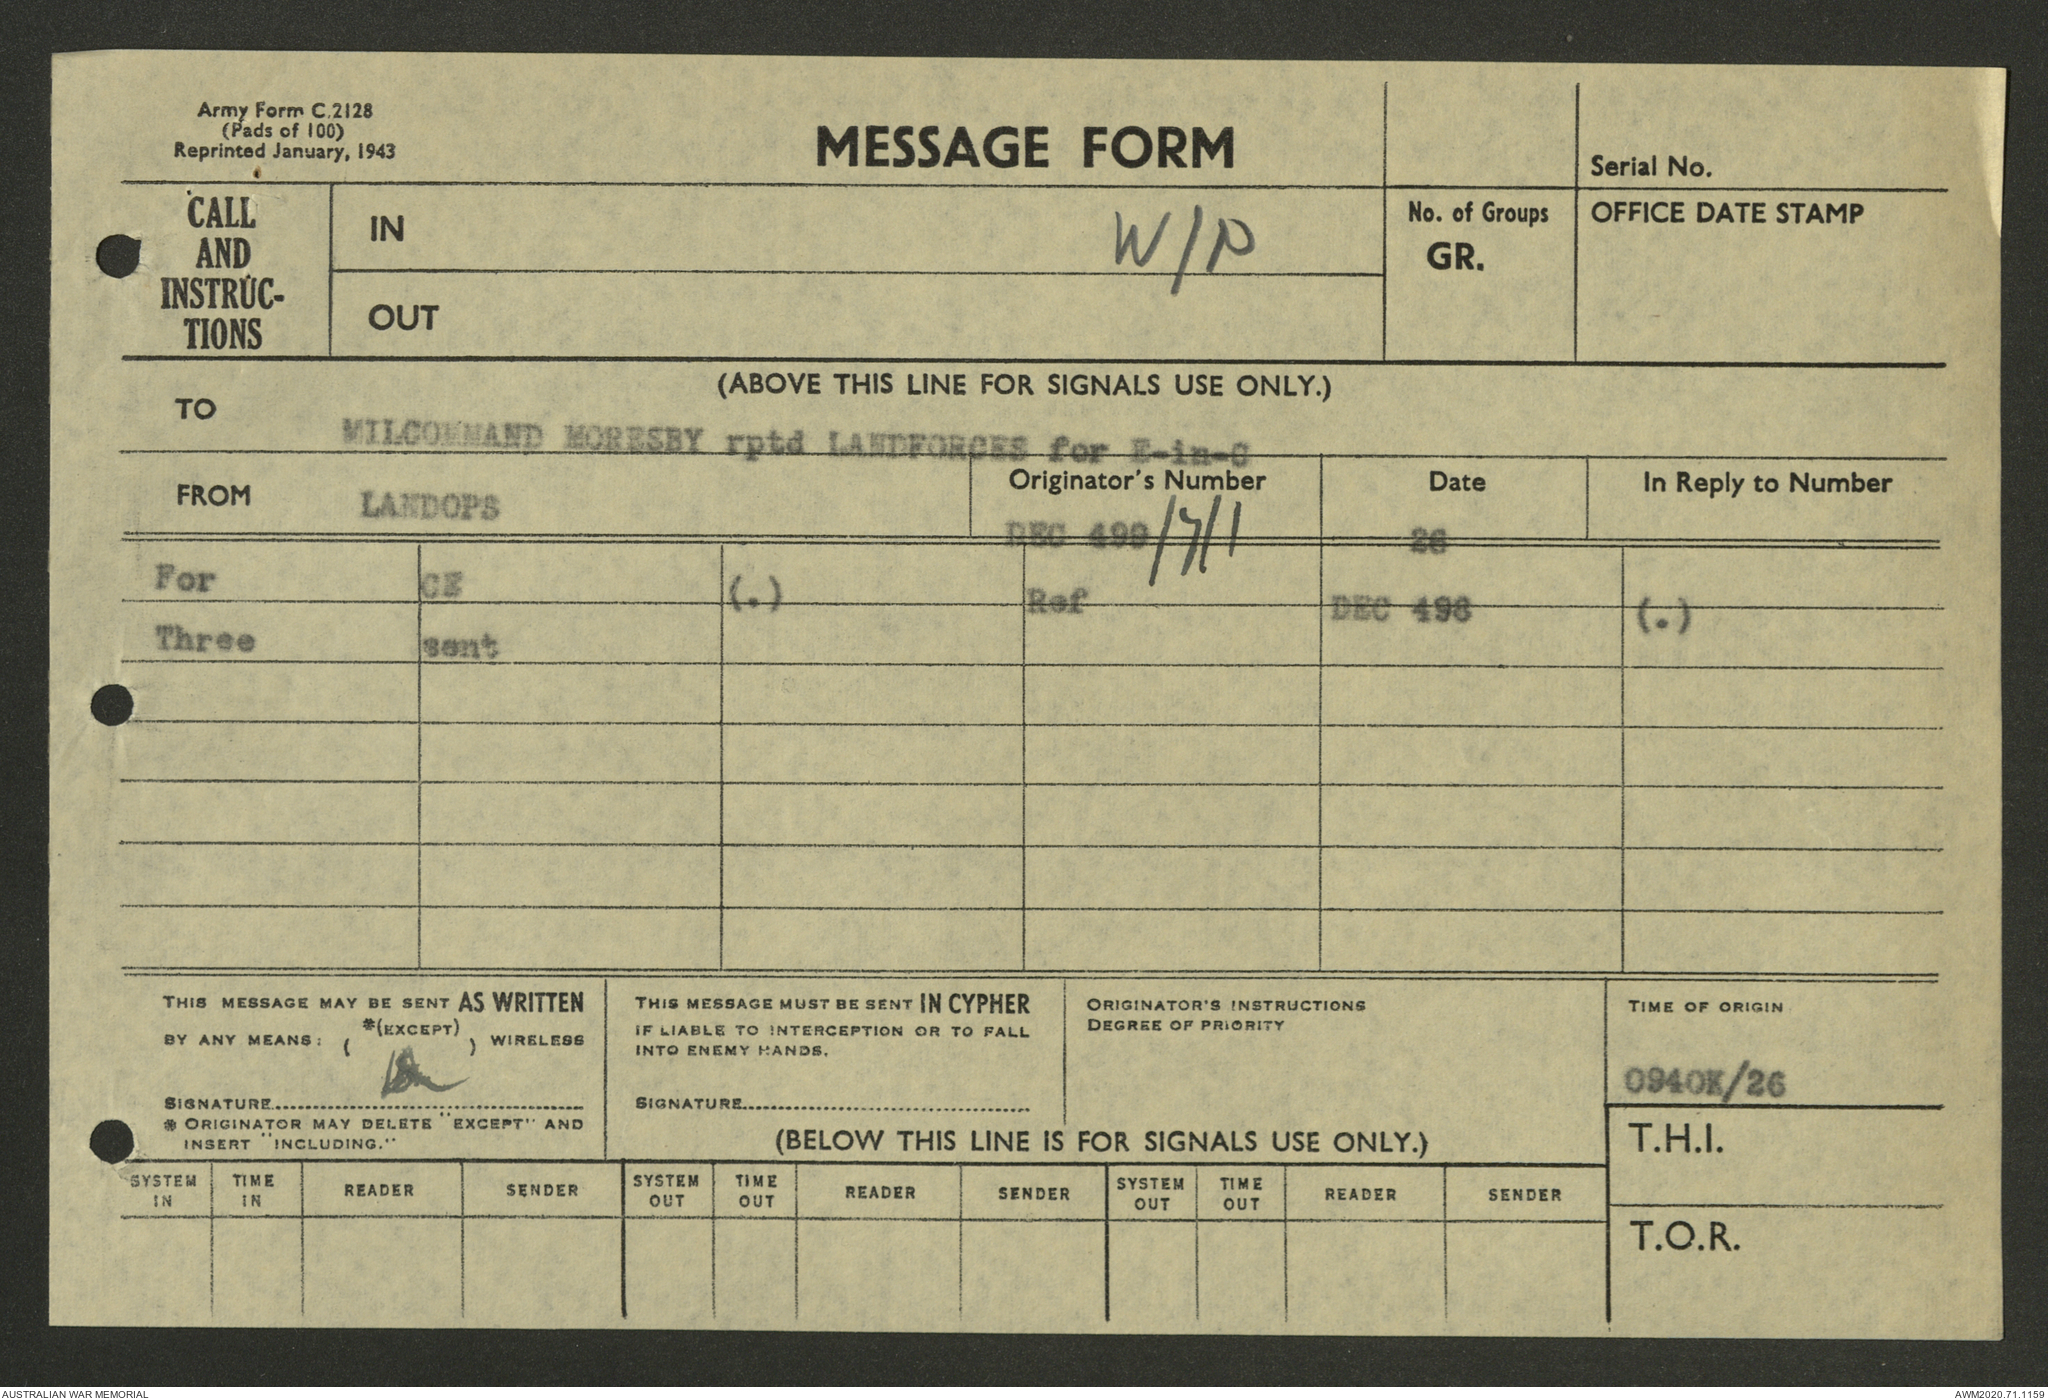 Army Form C.2128
(Pads of 100)
Reprinted January, 1943
MESSAGE FORM
Serial No.
CALL
AND
INSTRUC-
TIONS
IN
W/P
OUT
No. of Groups
GR.
OFFICE DATE STAMP
(ABOVE THIS LINE FOR SIGNALS USE ONLY.)
TO
MILCOMMAND MORESBY rptd LANDFORCES for E-in-C
FROM LANDOPS
Originator's Number
DEC 499/7/1
Date
26
In Reply to Number
For CE (.) Ref DEC 498 (.)
Three sent
THIS MESSAGE MAY BE SENT AS WRITTEN
BY ANY MEANS: ( *(EXCEPT) ) WIRELESS
SIGNATURE
* ORIGINATOR MAY DELETE "EXCEPT" AND
INSERT "INCLUDING."
THIS MESSAGE MUST BE SENT IN CYPHER
IF LIABLE TO INTERCEPTION OR TO FALL
INTO ENEMY HANDS.
SIGNATURE
ORIGINATOR'S INSTRUCTIONS
DEGREE OF PRIORITY
TIME OF ORIGIN
0940K/26
(BELOW THIS LINE IS FOR SIGNALS USE ONLY.)
T.H.I.
T.O.R.
SYSTEM IN
TIME IN
READER
SENDER
SYSTEM OUT
TIME OUT
READER
SENDER
SYSTEM OUT
TIME OUT
READER
SENDER
AUSTRALIAN WAR MEMORIAL
AWM2020.71.1159